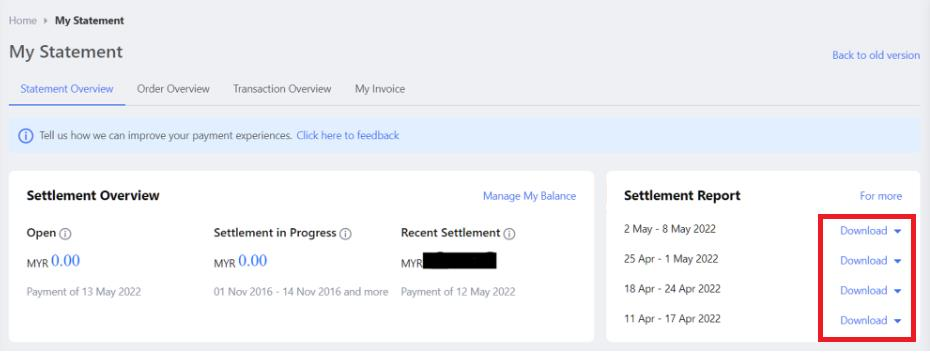 Home My Statement
My Statement
Back to old version
Statement Overview Order Overview Transaction Overview My Invoice
Tell us how we can improve your payment experiences. Click here to feedback
Settlement Overview Manage My Balance
Open Settlement in Progress Recent Settlement
MYR 0.00 MYR 0.00 MYR
Payment of 13 May 2022 01 Nov 2016 - 14 Nov 2016 and more Payment of 12 May 2022
Settlement Report For more
2 May - 8 May 2022 Download
25 Apr - 1 May 2022 Download
18 Apr - 24 Apr 2022 Download
11 Apr - 17 Apr 2022 Download